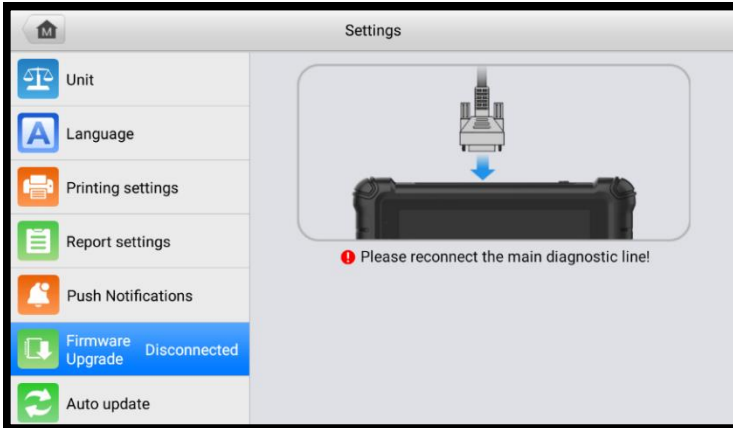 M
Settings
Unit
A
Language
Printing settings
Report settings
Push Notifications
Firmware
Upgrade
Disconnected
Auto update
Please reconnect the main diagnostic line!